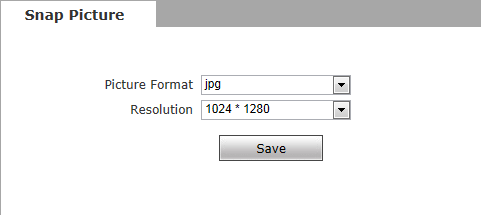 Snap Picture
Picture Format jpg
Resolution 1024 * 1280
Save